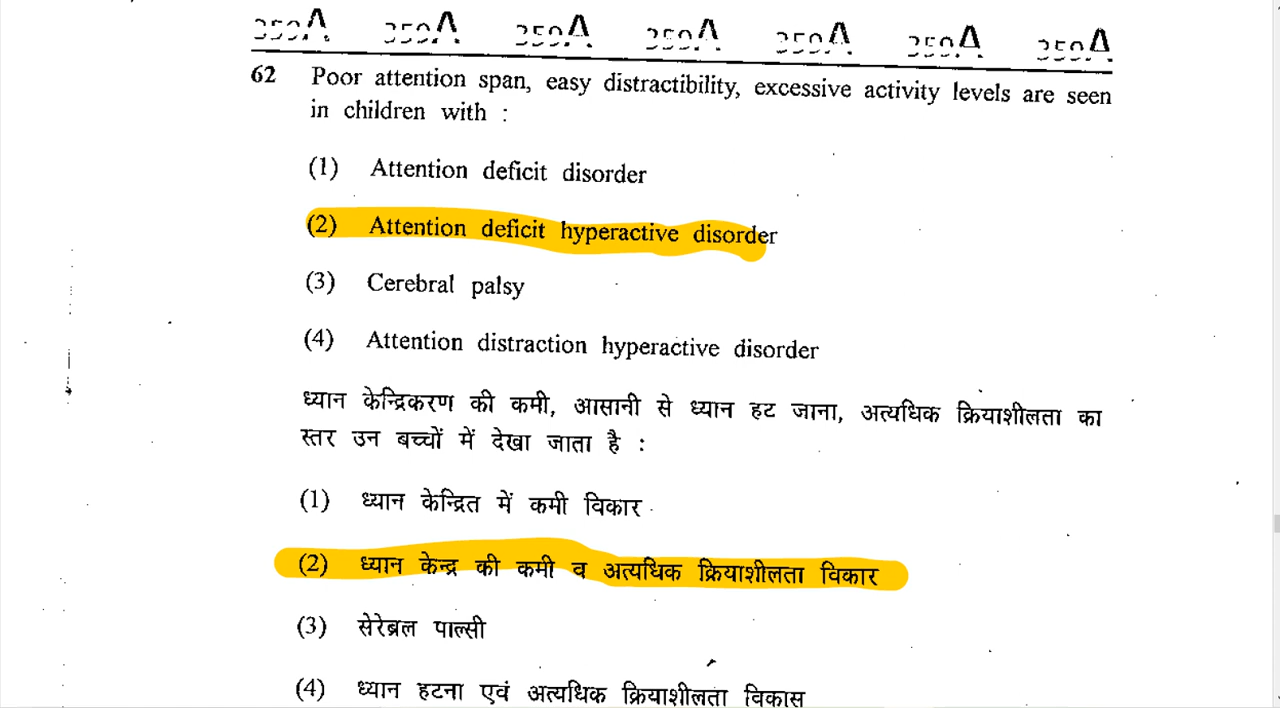 62 Poor attention span, easy distractibility, excessive activity levels are seen
in children with :
(1) Attention deficit disorder
(2) Attention deficit hyperactive disorder
(3) Cerebral palsy
(4) Attention distraction hyperactive disorder
ध्यान केन्द्रिकरण की कमी, आसानी से ध्यान हट जाना, अत्यधिक क्रियाशीलता का
स्तर उन बच्चों में देखा जाता है :
(1) ध्यान केन्द्रित में कमी विकार
(2) ध्यान केन्द्र की कमी व अत्यधिक क्रियाशीलता विकार
(3) सेरेब्रल पाल्सी
(4) ध्यान हटना एवं अत्यधिक क्रियाशीलता विकास